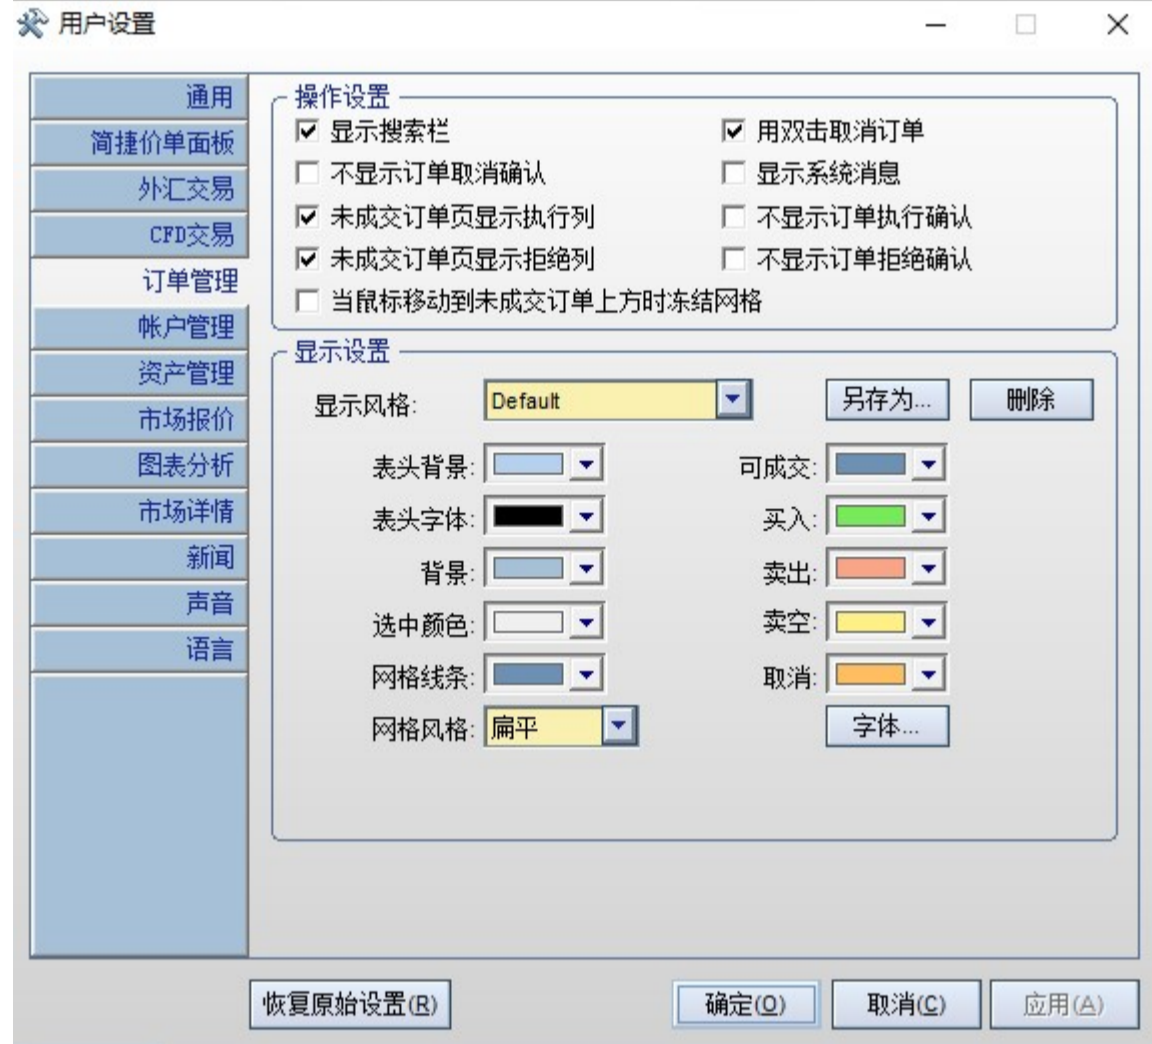 用户设置
通用
简捷价单面板
外汇交易
CFD交易
订单管理
帐户管理
资产管理
市场报价
图表分析
市场详情
新闻
声音
语言
操作设置
显示搜索栏 用双击取消订单
不显示订单取消确认 显示系统消息
未成交订单页显示执行列 不显示订单执行确认
未成交订单页显示拒绝列 不显示订单拒绝确认
当鼠标移动到未成交订单上方时冻结网格
显示设置
显示风格: Default 另存为... 删除
表头背景: 可成交:
表头字体: 买入:
背景: 卖出:
选中颜色: 卖空:
网格线条: 取消:
网格风格: 扁平 字体...
恢复原始设置(R) 确定(O) 取消(C) 应用(A)